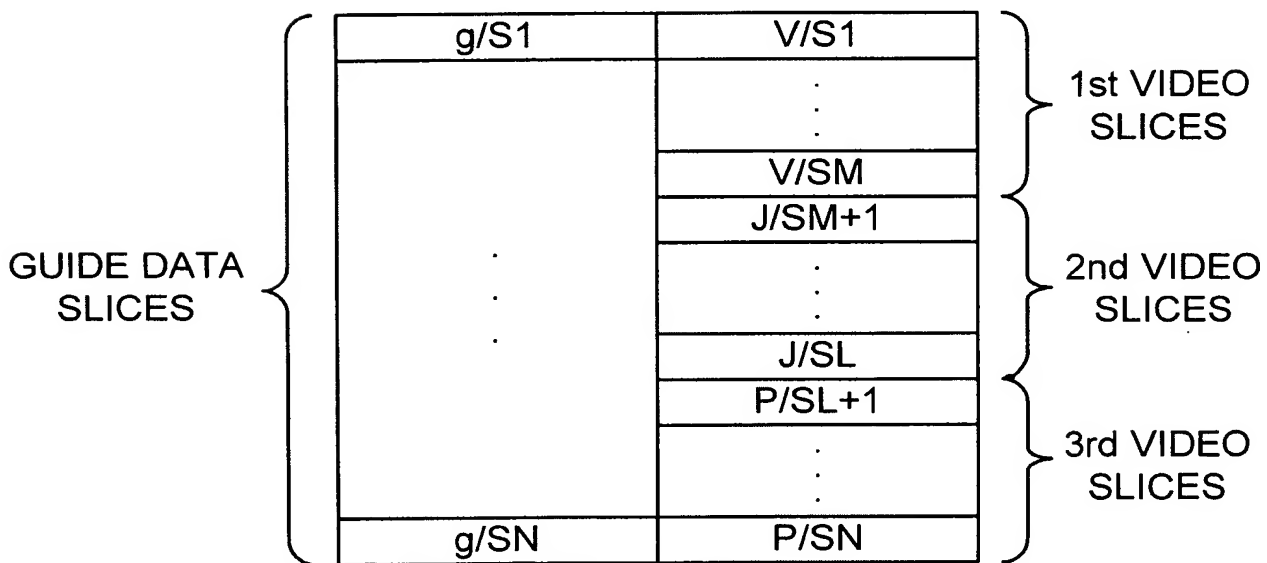 g/S1
V/S1
1st VIDEO
SLICES
V/SM
J/SM+1
GUIDE DATA
SLICES
2nd VIDEO
SLICES
J/SL
P/SL+1
3rd VIDEO
SLICES
g/SN
P/SN